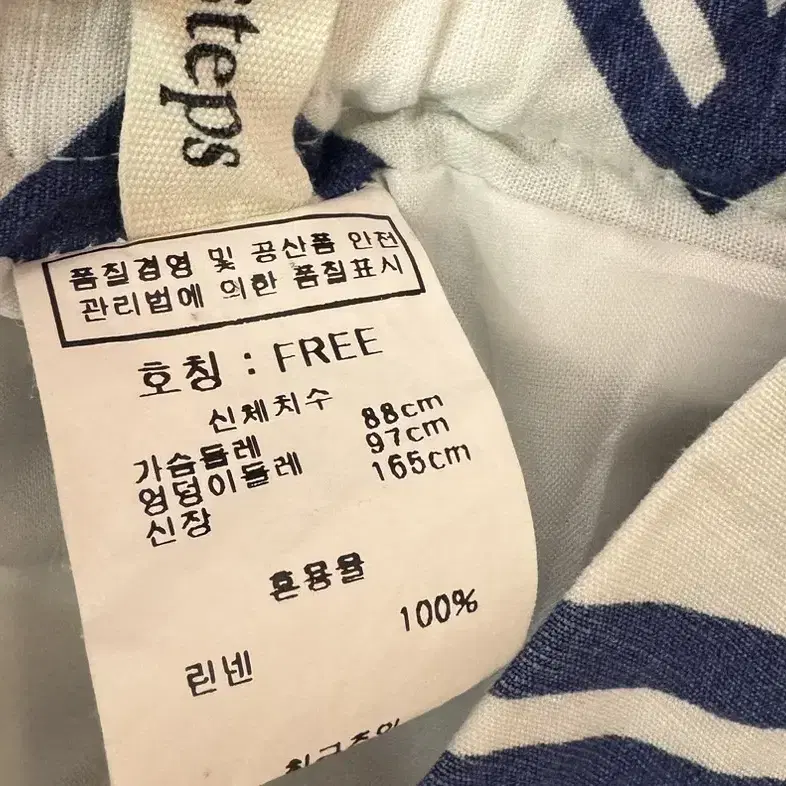 steps
품질경영 및 공산품 안전
관리법에 의한 품질표시
호칭 : FREE
신체치수
가슴둘레 88cm
엉덩이둘레 97cm
신장 165cm
혼용율
100%
린넨